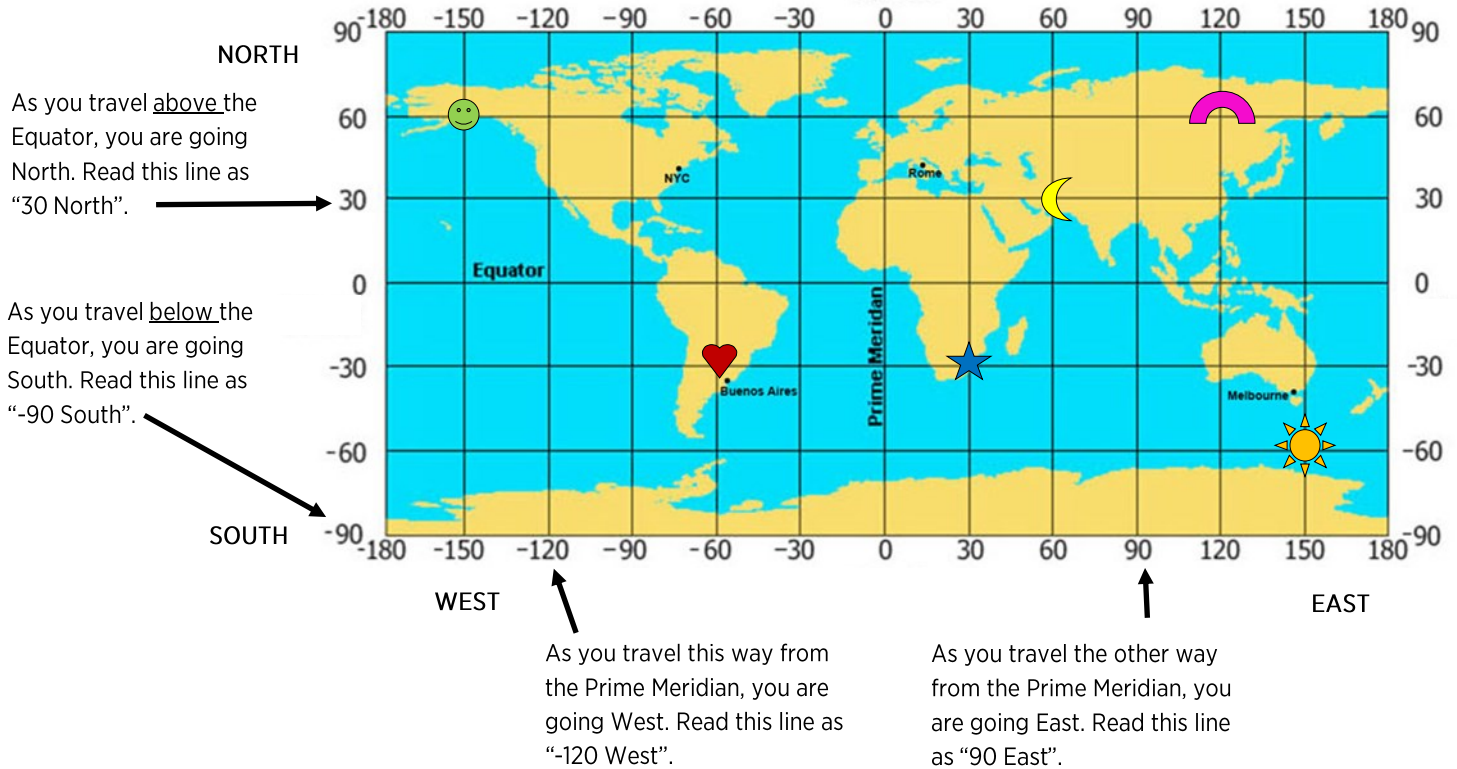 -180 -150 -120 -90 -60 -30 0 30 60 90 120 150 180
90 90
NORTH
As you travel above the
Equator, you are going
North. Read this line as
“30 North”.
60 60
NYC
Rome
30 30
Equator
0 0
As you travel below the
Equator, you are going
South. Read this line as
“-90 South”.
Prime Meridan
-30 -30
Buenos Aires
Melbourne
-60 -60
SOUTH
-90 -90
-180 -150 -120 -90 -60 -30 0 30 60 90 120 150 180
WEST
EAST
As you travel this way from
the Prime Meridian, you are
going West. Read this line as
“-120 West”.
As you travel the other way
from the Prime Meridian, you
are going East. Read this line
as “90 East”.